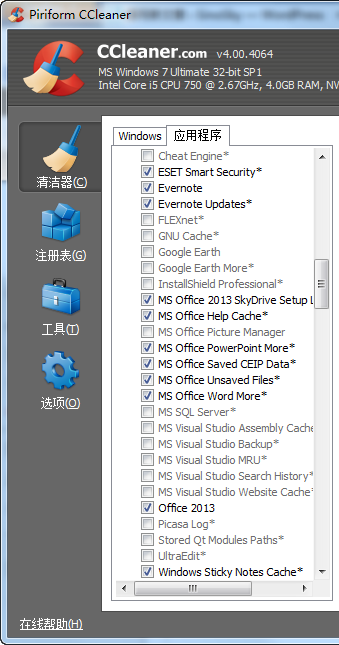 Piriform CCleaner
CCleaner.com v4.00.4064
MS Windows 7 Ultimate 32-bit SP1
Intel Core i5 CPU 750 @ 2.67GHz, 4.0GB RAM, NV
Windows 应用程序
清洁器(C)
注册表(G)
工具(T)
选项(O)
Cheat Engine*
ESET Smart Security*
Evernote
Evernote Updates*
FLEXnet*
GNU Cache*
Google Earth
Google Earth More*
InstallShield Professional*
MS Office 2013 SkyDrive Setup L
MS Office Help Cache*
MS Office Picture Manager
MS Office PowerPoint More*
MS Office Saved CEIP Data*
MS Office Unsaved Files*
MS Office Word More*
MS SQL Server*
MS Visual Studio Assembly Cache
MS Visual Studio Backup*
MS Visual Studio MRU*
MS Visual Studio Search History*
MS Visual Studio Website Cache*
Office 2013
Picasa Log*
Stored Qt Modules Paths*
UltraEdit*
Windows Sticky Notes Cache*
在线帮助(H)